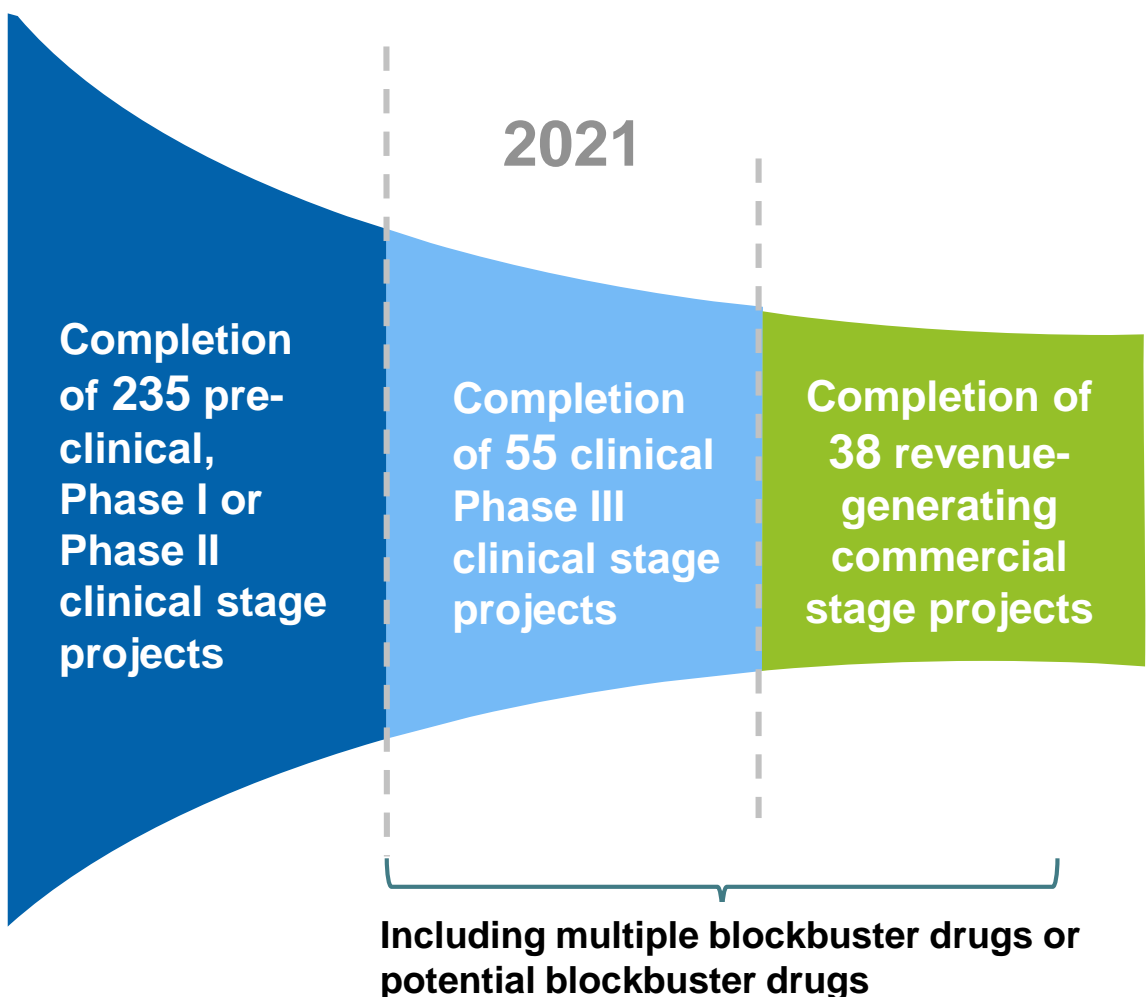 2021
Completion
of 235 pre-
clinical,
Phase I or
Phase II
clinical stage
projects
Completion
of 55 clinical
Phase III
clinical stage
projects
Completion of
38 revenue-
generating
commercial
stage projects
Including multiple blockbuster drugs or
potential blockbuster drugs